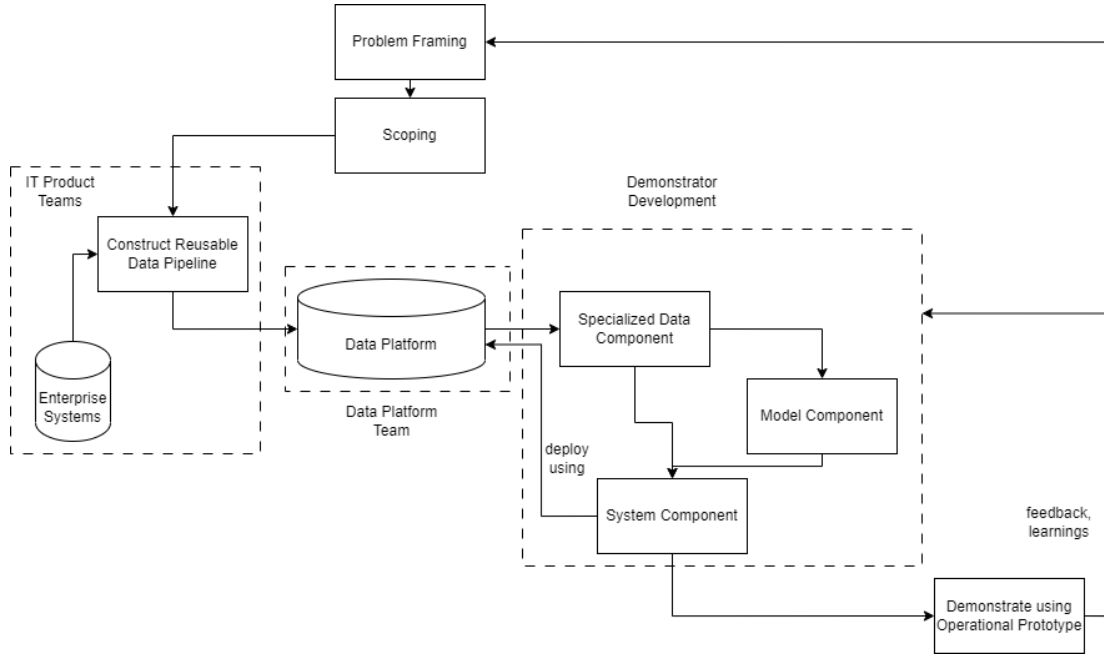 Problem Framing
Scoping
IT Product
Teams
Construct Reusable
Data Pipeline
Enterprise
Systems
Data Platform
Data Platform
Team
Demonstrator
Development
Specialized Data
Component
Model Component
deploy
using
System Component
feedback,
learnings
Demonstrate using
Operational Prototype